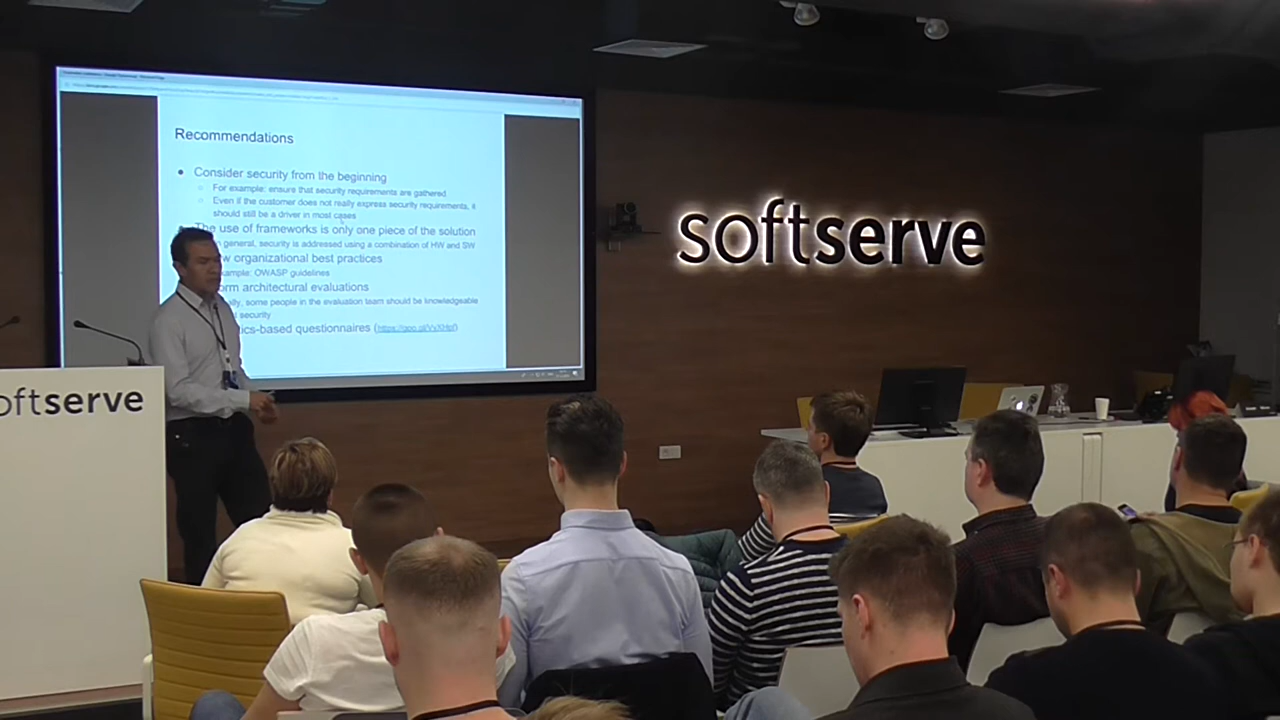 Recommendations
Consider security from the beginning
For example: ensure that security requirements are gathered
Even if the customer does not really express security requirements, it
should still be a driver in most cases
The use of frameworks is only one piece of the solution
general, security is addressed using a combination of HW and SW
organizational best practices
example: OWASP guidelines
architectural evaluations
some people in the evaluation team should be knowledgeable
security
questionnaires
softserve
oftserve